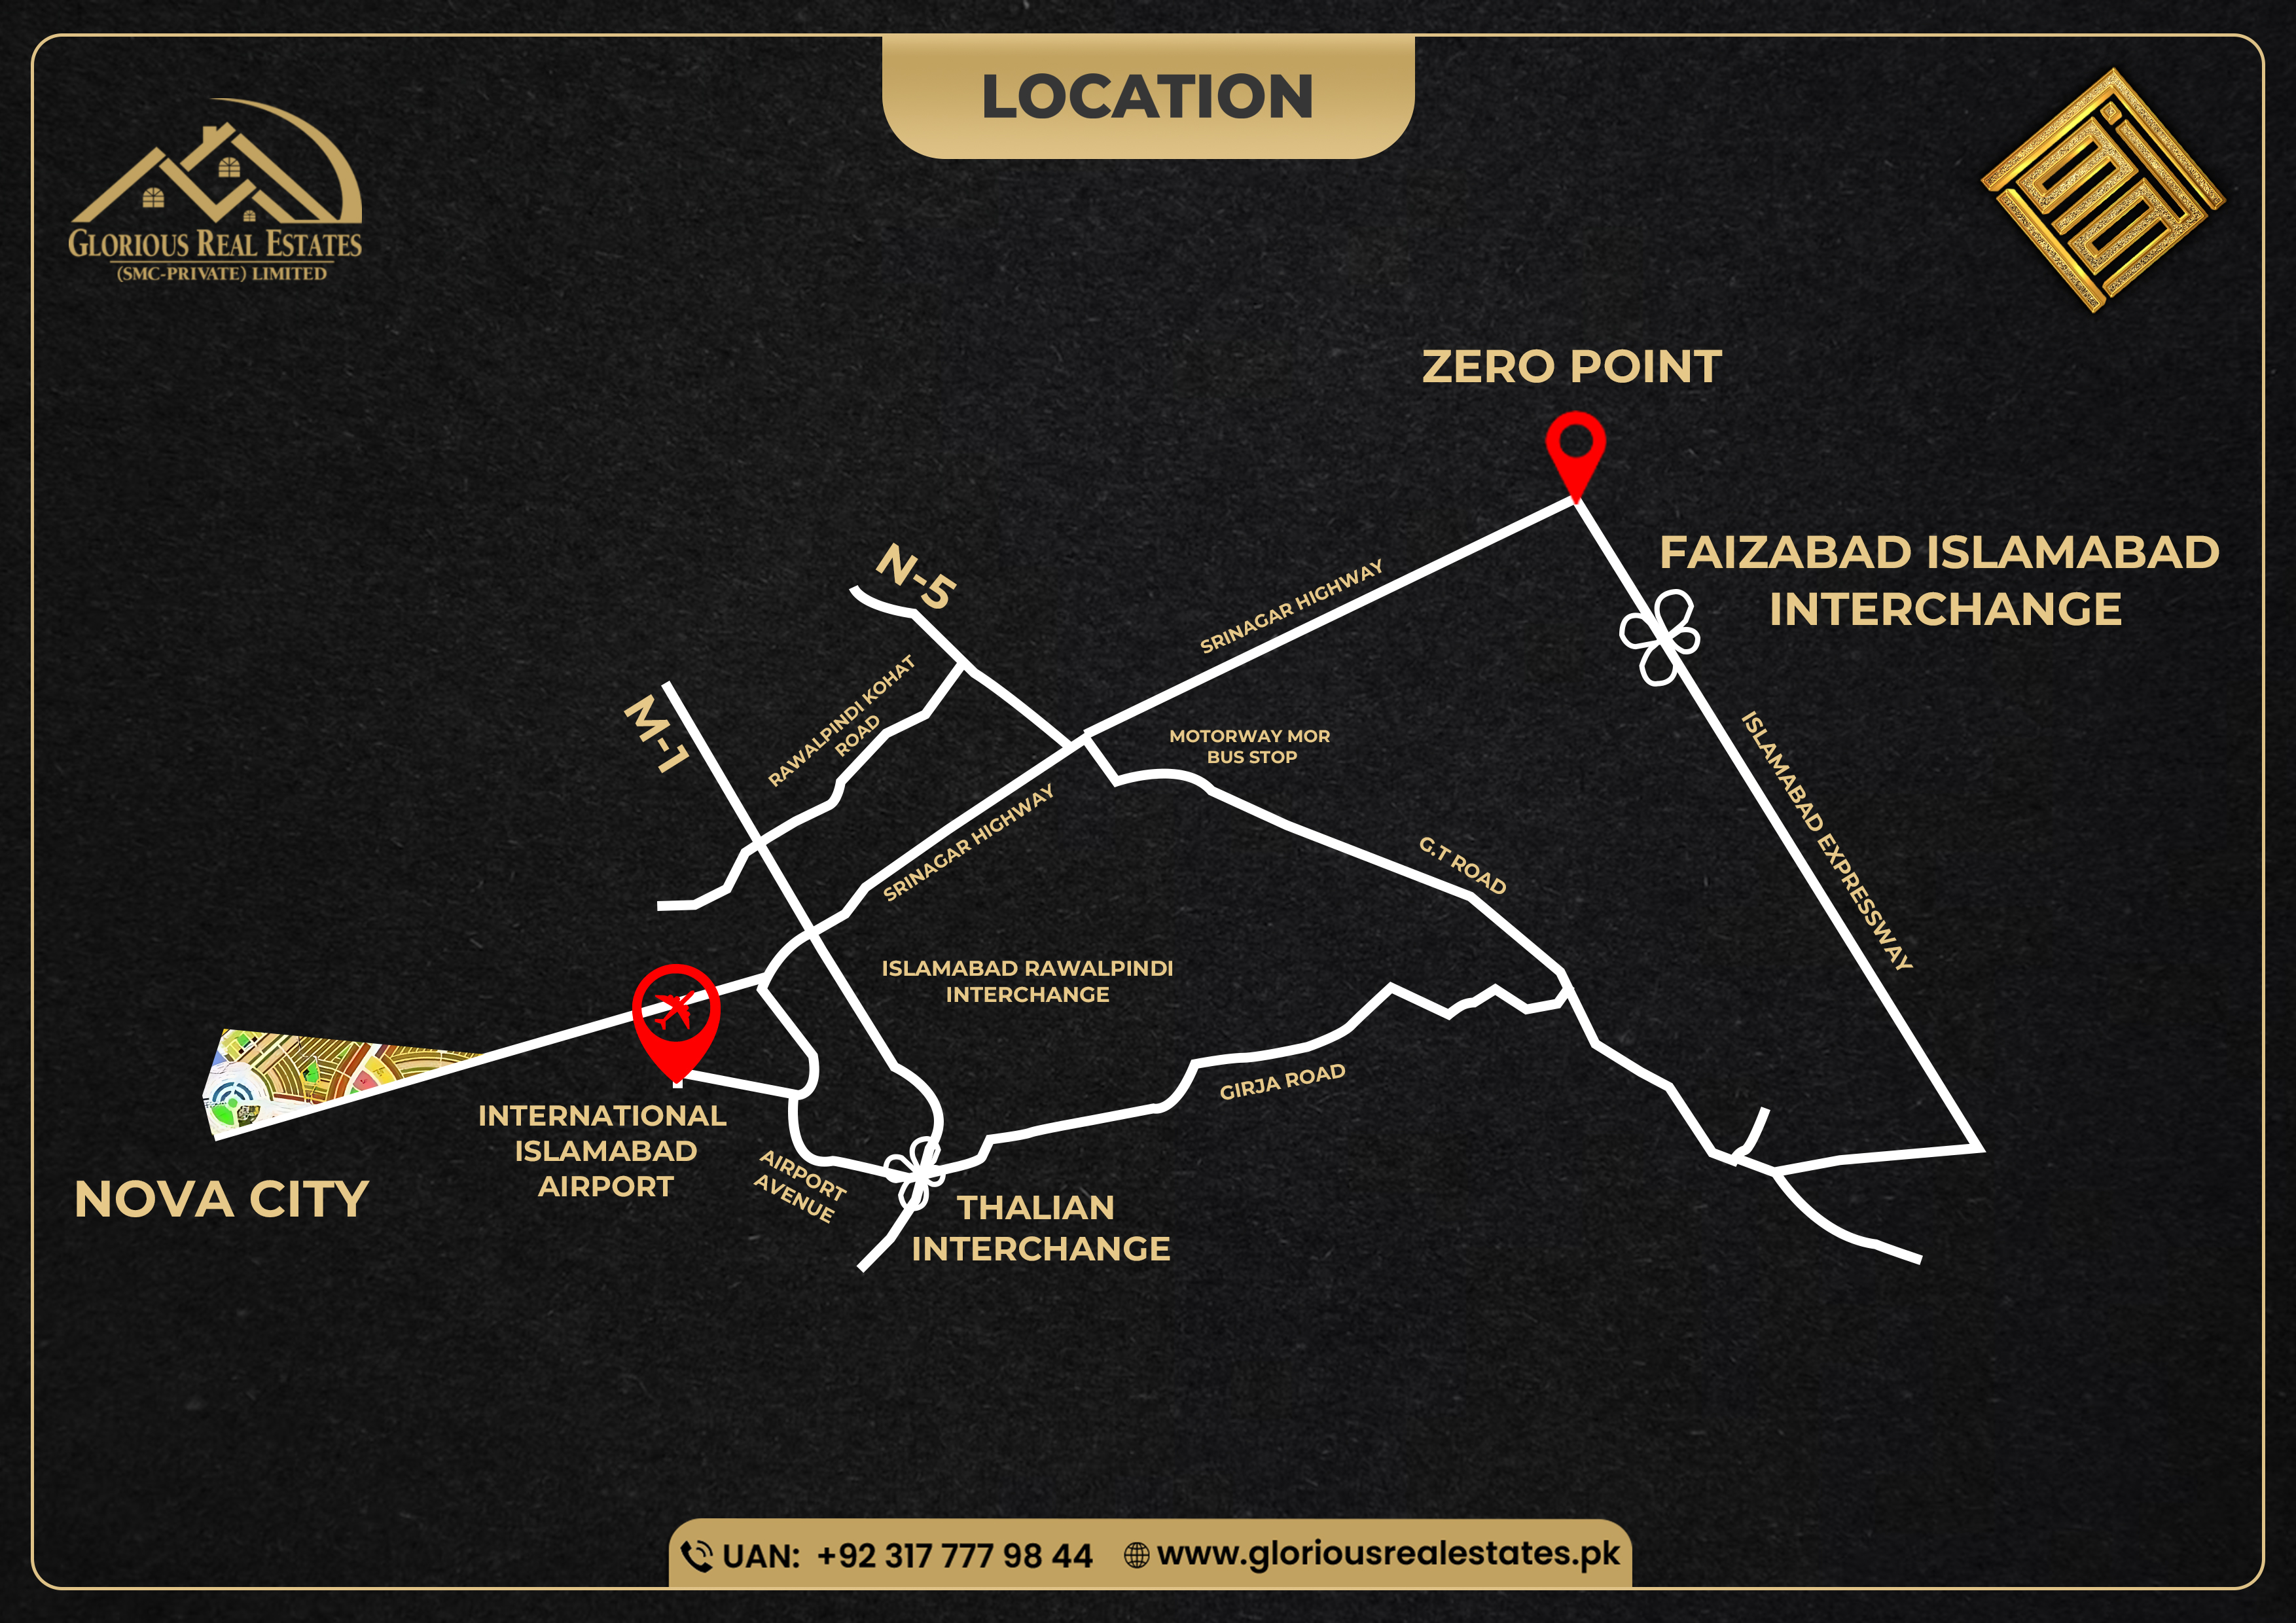 LOCATION
GLORIOUS REAL ESTATES
(SMC-PRIVATE) LIMITED
ZERO POINT
FAIZABAD ISLAMABAD
INTERCHANGE
N-5
SRINAGAR HIGHWAY
RAWALPINDI KOHAT
ROAD
M-1
MOTORWAY MOR
BUS STOP
ISLAMABAD EXPRESSWAY
SRINAGAR HIGHWAY
G.T ROAD
ISLAMABAD RAWALPINDI
INTERCHANGE
GIRJA ROAD
INTERNATIONAL
ISLAMABAD
AIRPORT
NOVA CITY
AIRPORT
AVENUE
THALIAN
INTERCHANGE
UAN: +92 317 777 98 44
www.gloriousrealestates.pk